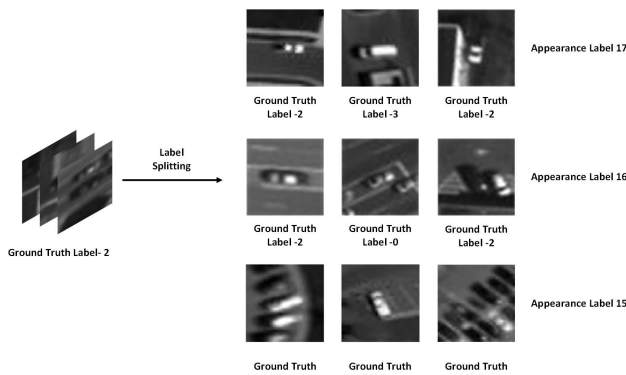 Appearance Label 17
Ground Truth
Label -2
Ground Truth
Label -3
Ground Truth
Label -2
Label
Splitting
Ground Truth Label- 2
Appearance Label 16
Ground Truth
Label -2
Ground Truth
Label -0
Ground Truth
Label -2
Appearance Label 15
Ground Truth
Ground Truth
Ground Truth